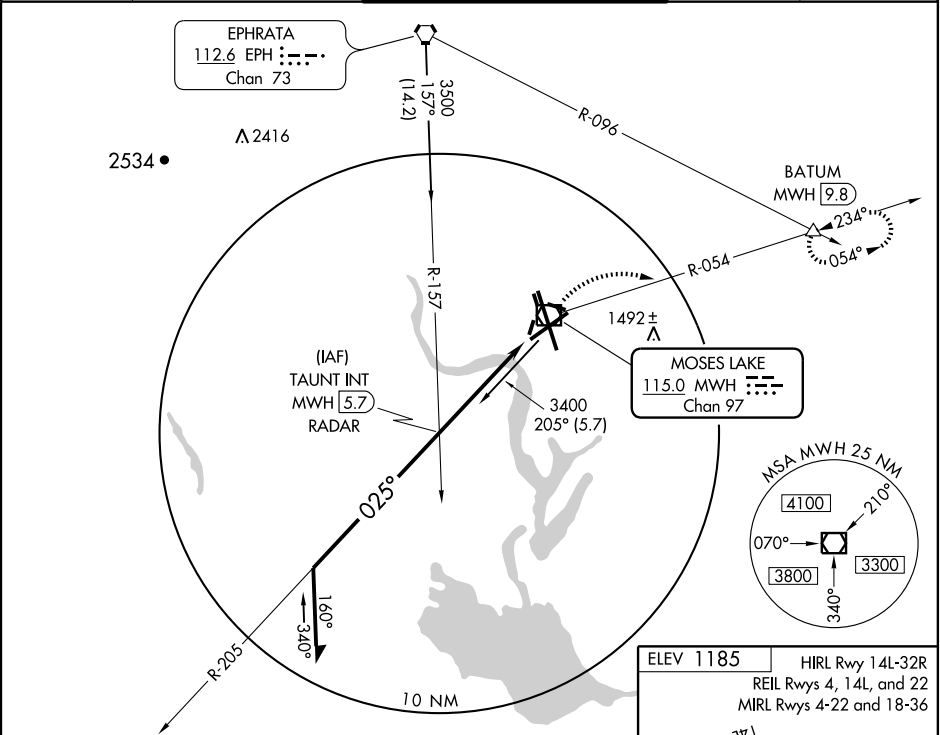 EPHRATA
112.6 EPH
Chan 73
3500
157°
(14.2)
R-096
2416
2534
BATUM
MWH 9.8
234°
054°
R-054
R-157
1492±
(IAF)
TAUNT INT
MWH 5.7
RADAR
MOSES LAKE
115.0 MWH
Chan 97
3400
205° (5.7)
MSA MWH 25 NM
4100
210°
070°
3800
3300
340°
025°
160°
340°
R-205
10 NM
ELEV 1185
HIRL Rwy 14L-32R
REIL Rwys 4, 14L, and 22
MIRL Rwys 4-22 and 18-36